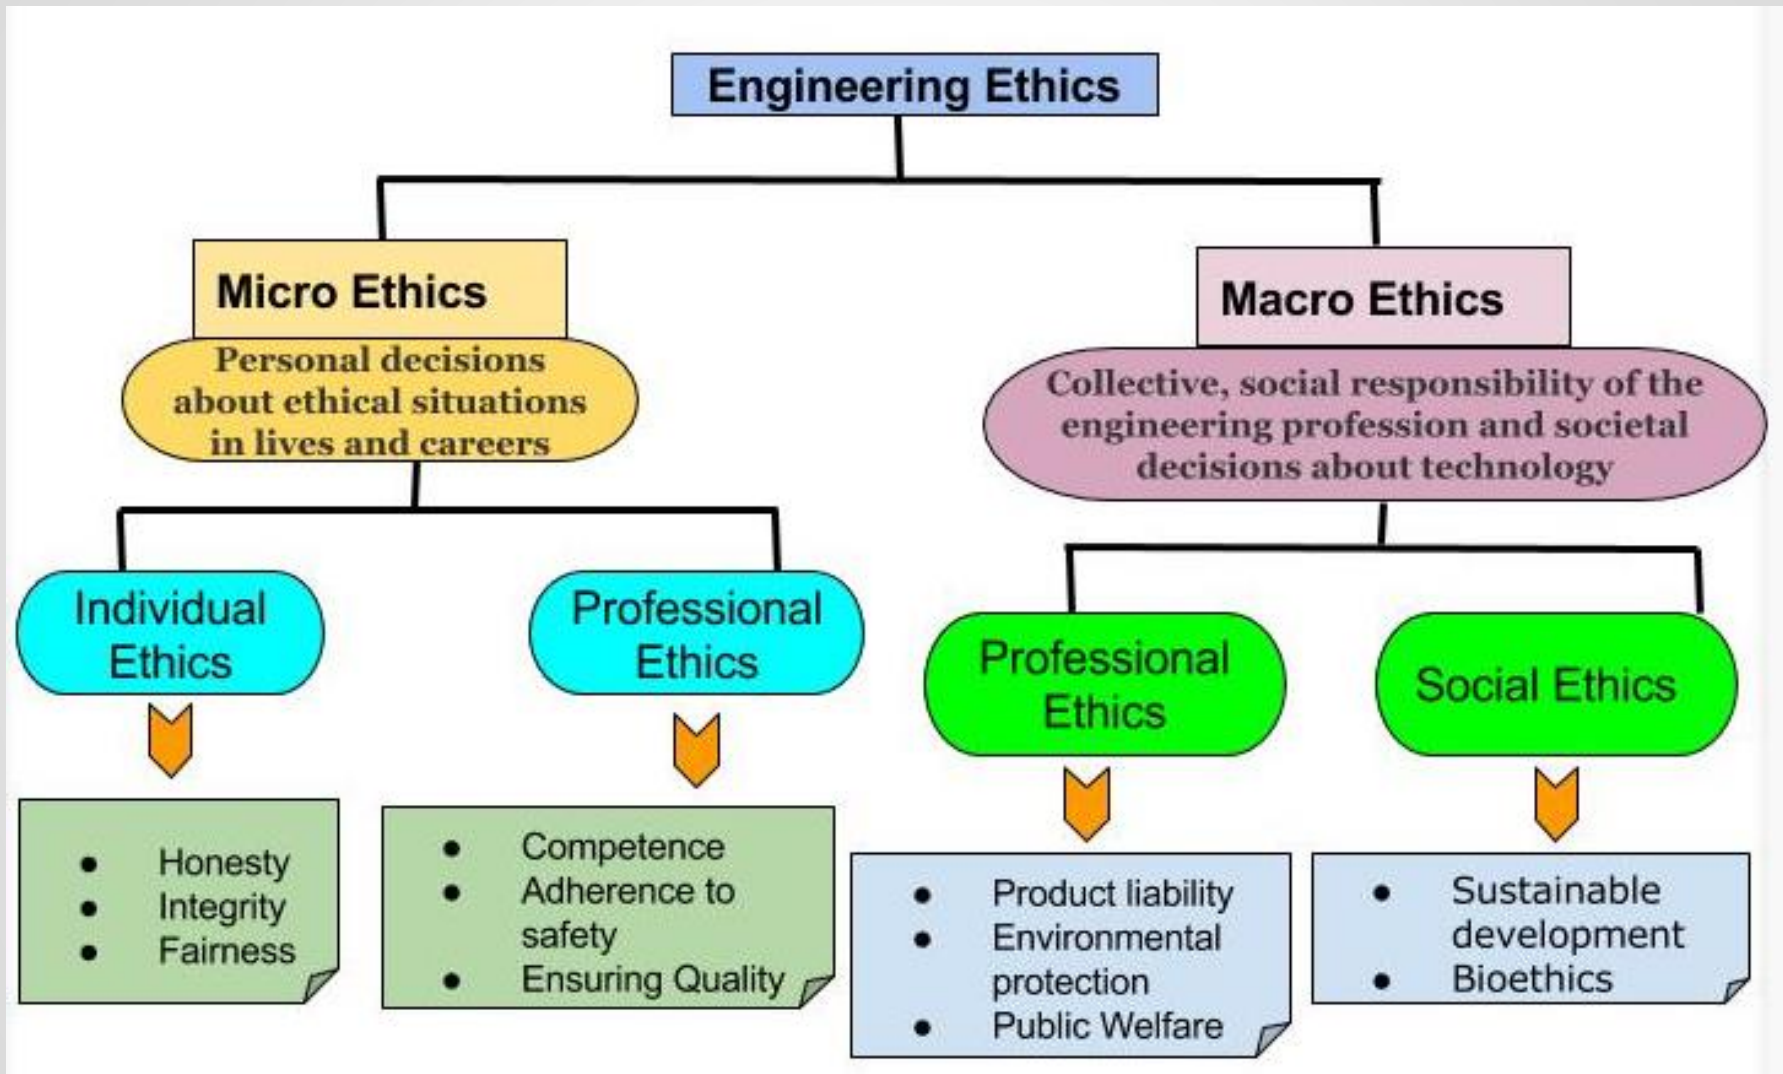 Engineering Ethics
Micro Ethics
Personal decisions
about ethical situations
in lives and careers
Macro Ethics
Collective, social responsibility of the
engineering profession and societal
decisions about technology
Individual
Ethics
Professional
Ethics
Professional
Ethics
Social Ethics
● Honesty
● Integrity
● Fairness
● Competence
● Adherence to
safety
● Ensuring Quality
● Product liability
● Environmental
protection
● Public Welfare
● Sustainable
development
● Bioethics